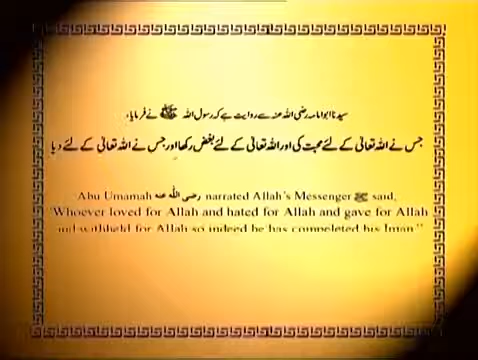 سیدنا ابو امامہ رضی اللہ عنہ سے روایت ہے کہ رسول اللہ ﷺ نے فرمایا،
جس نے اللہ تعالیٰ کے لئے محبت کی اور اللہ تعالیٰ کے لئے بغض رکھا اور جس نے اللہ تعالیٰ کے لئے دیا
Abu Umamah رضی اللہ عنہ narrated Allah's Messenger ﷺ said,
"Whoever loved for Allah and hated for Allah and gave for Allah
and withheld for Allah so indeed he has compeleted his Iman."